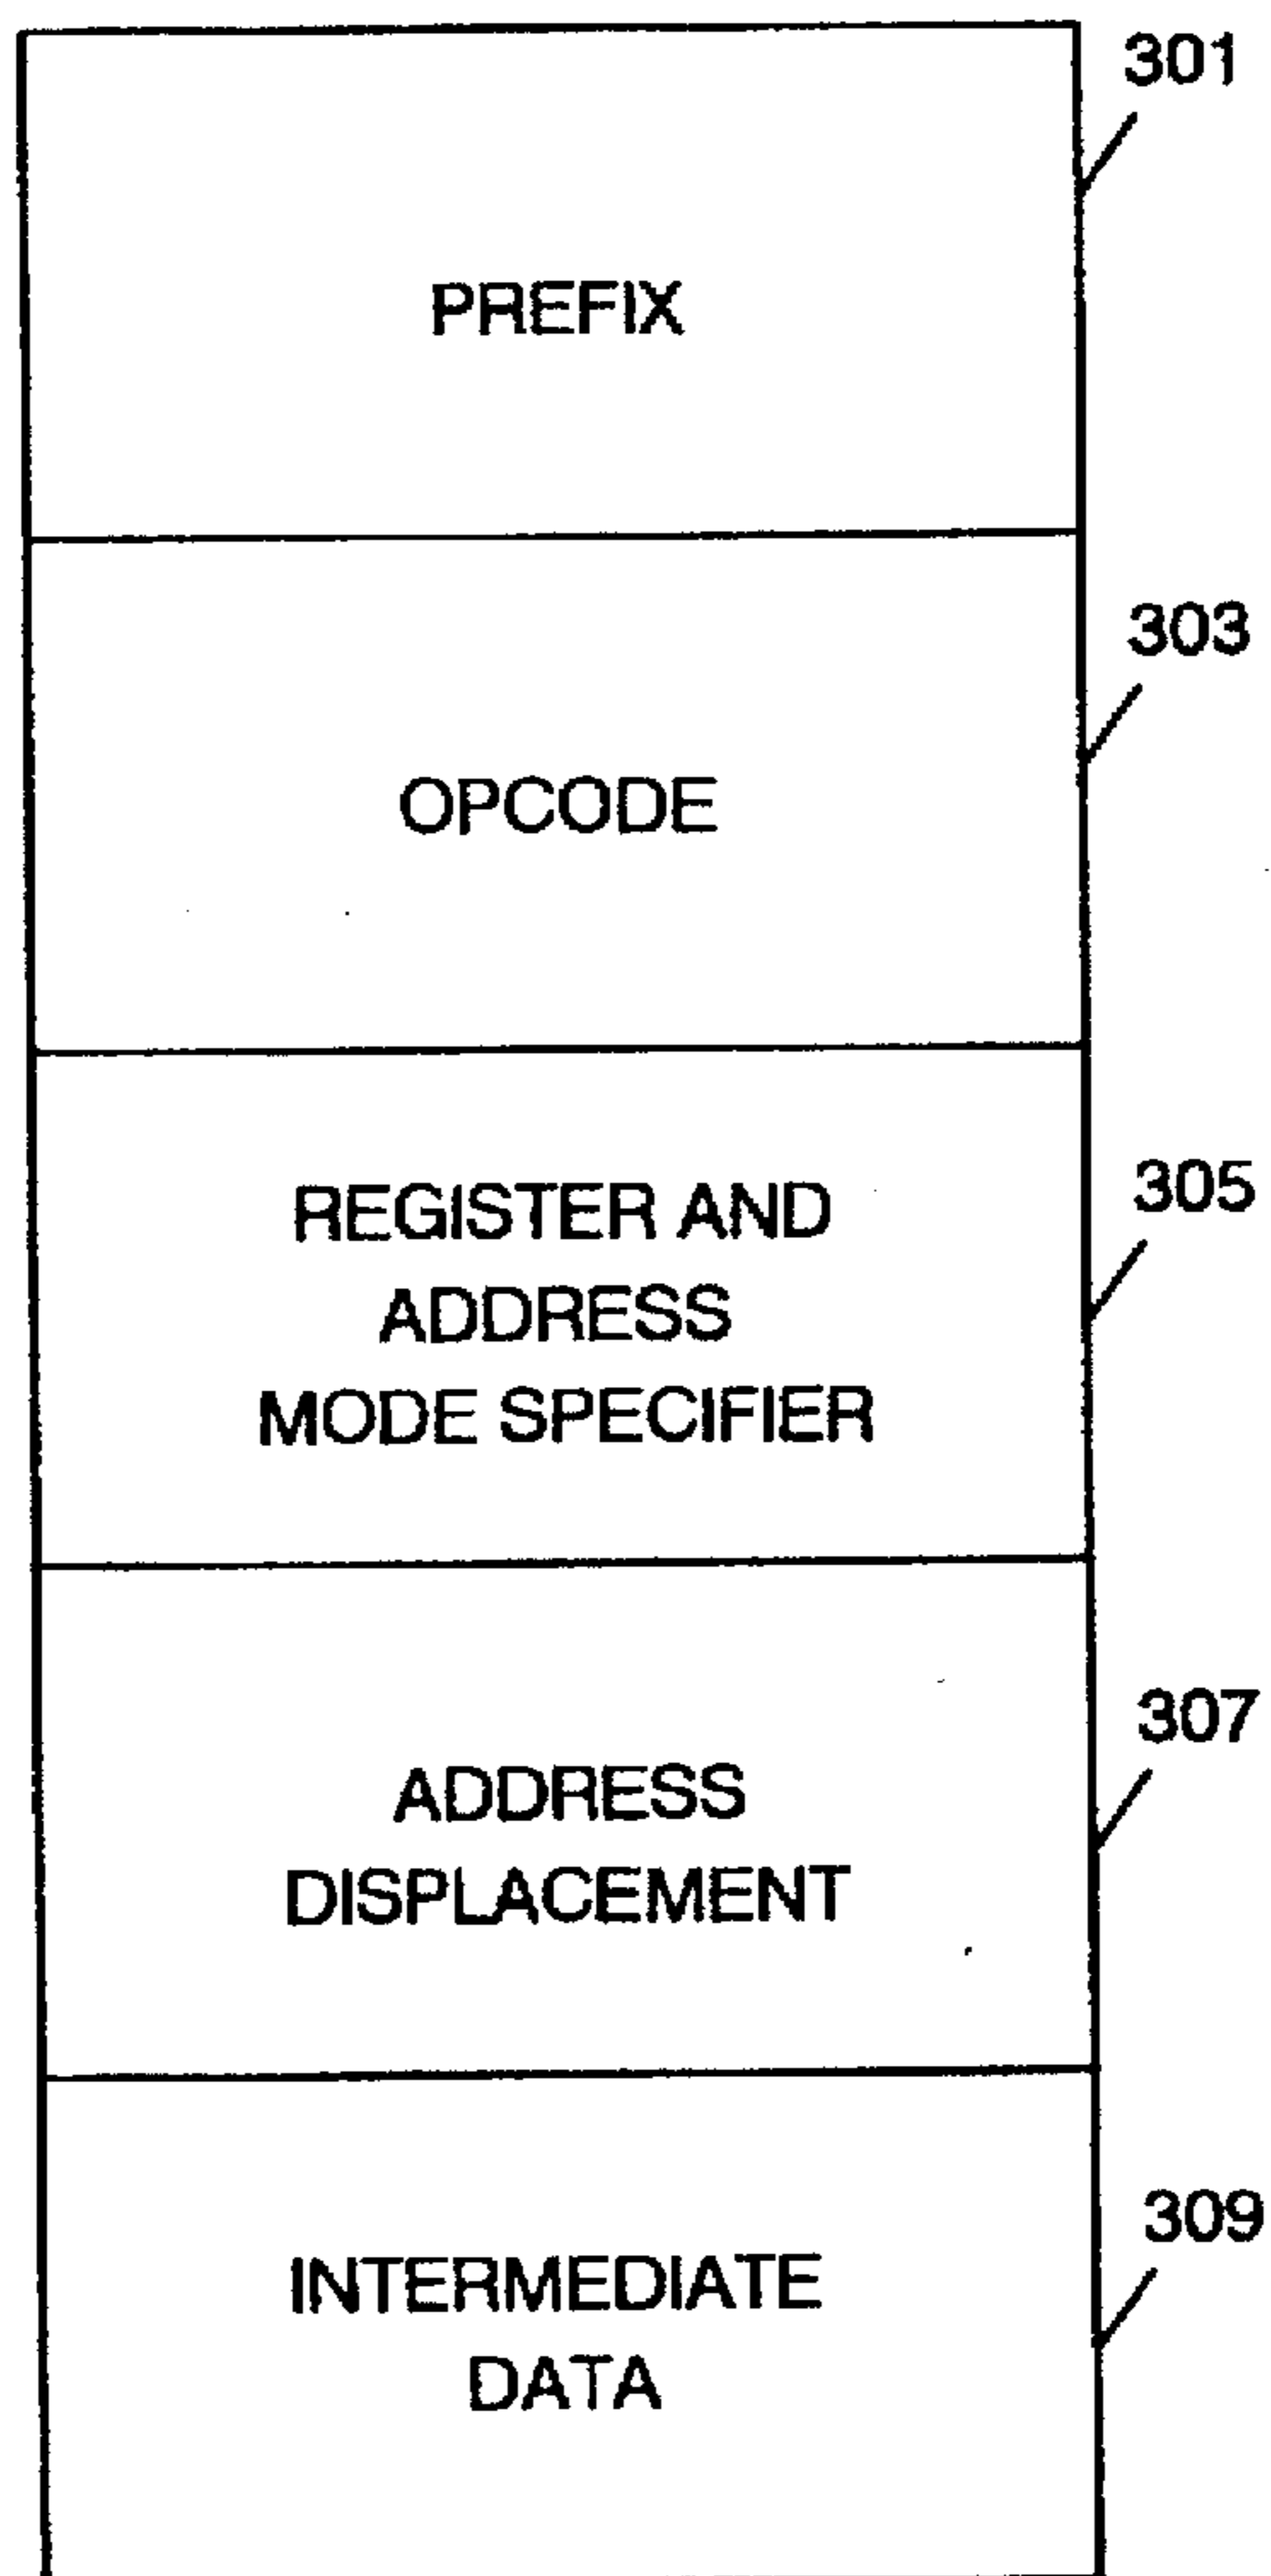 301
PREFIX
303
OPCODE
305
REGISTER AND
ADDRESS
MODE SPECIFIER
307
ADDRESS
DISPLACEMENT
309
INTERMEDIATE
DATA